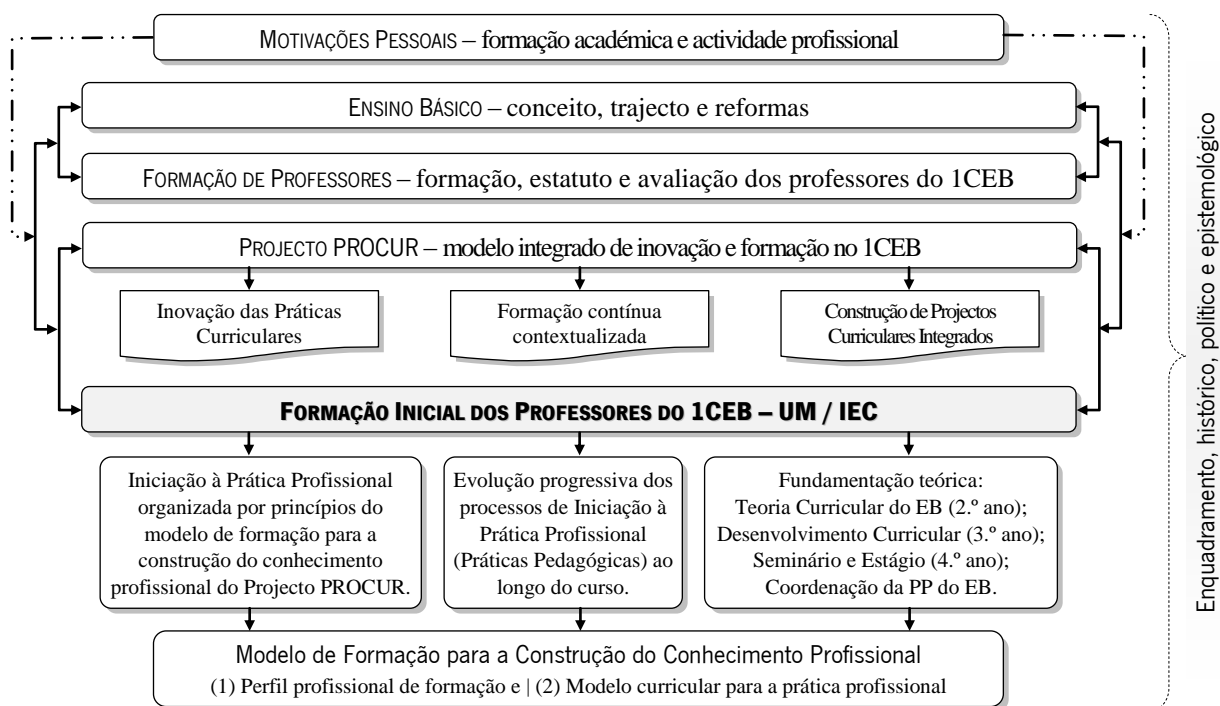 MOTIVAÇÕES PESSOAIS – formação académica e actividade profissional
ENSINO BÁSICO – conceito, trajecto e reformas
FORMAÇÃO DE PROFESSORES – formação, estatuto e avaliação dos professores do 1CEB
PROJECTO PROCUR – modelo integrado de inovação e formação no 1CEB
Inovação das Práticas
Curriculares
Formação contínua
contextualizada
Construção de Projectos
Curriculares Integrados
FORMAÇÃO INICIAL DOS PROFESSORES DO 1CEB – UM / IEC
Iniciação à Prática Profissional
organizada por princípios do
modelo de formação para a
construção do conhecimento
profissional do Projecto PROCUR.
Evolução progressiva dos
processos de Iniciação à
Prática Profissional
(Práticas Pedagógicas) ao
longo do curso.
Fundamentação teórica:
Teoria Curricular do EB (2.º ano);
Desenvolvimento Curricular (3.º ano);
Seminário e Estágio (4.º ano);
Coordenação da PP do EB.
Modelo de Formação para a Construção do Conhecimento Profissional
(1) Perfil profissional de formação e | (2) Modelo curricular para a prática profissional
Enquadramento, histórico, político e epistemológico